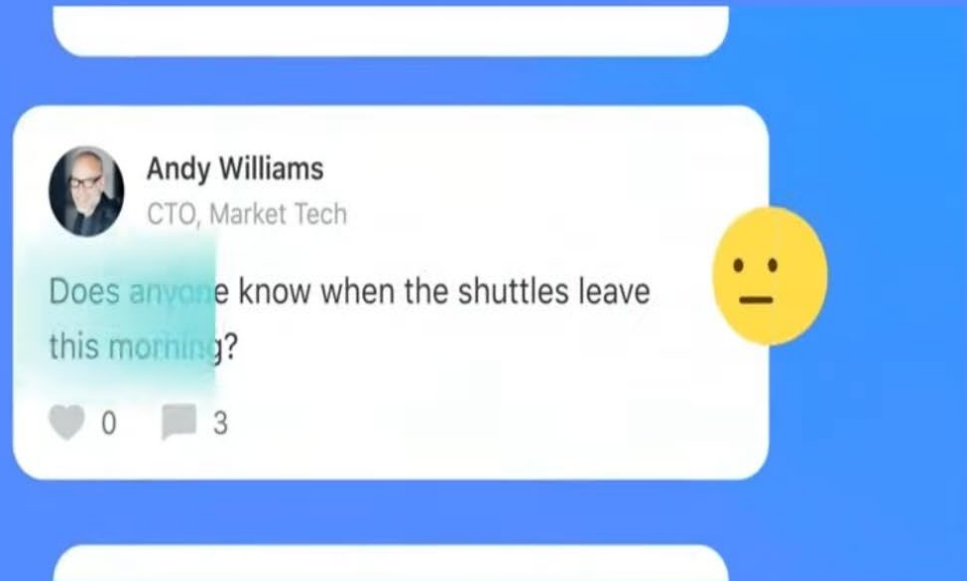 Andy Williams
CTO, Market Tech
Does anyone know when the shuttles leave
this morning?
0 3